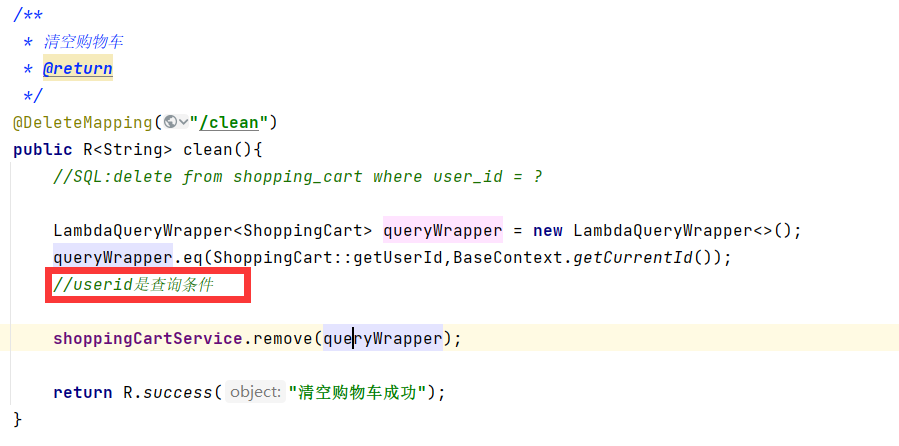 /**
* 清空购物车
* @return
*/
@DeleteMapping("/clean")
public R<String> clean(){
//SQL:delete from shopping_cart where user_id = ?
LambdaQueryWrapper<ShoppingCart> queryWrapper = new LambdaQueryWrapper<>();
queryWrapper.eq(ShoppingCart::getUserId,BaseContext.getCurrentId());
//userid是查询条件
shoppingCartService.remove(queryWrapper);
return R.success( object: "清空购物车成功");
}